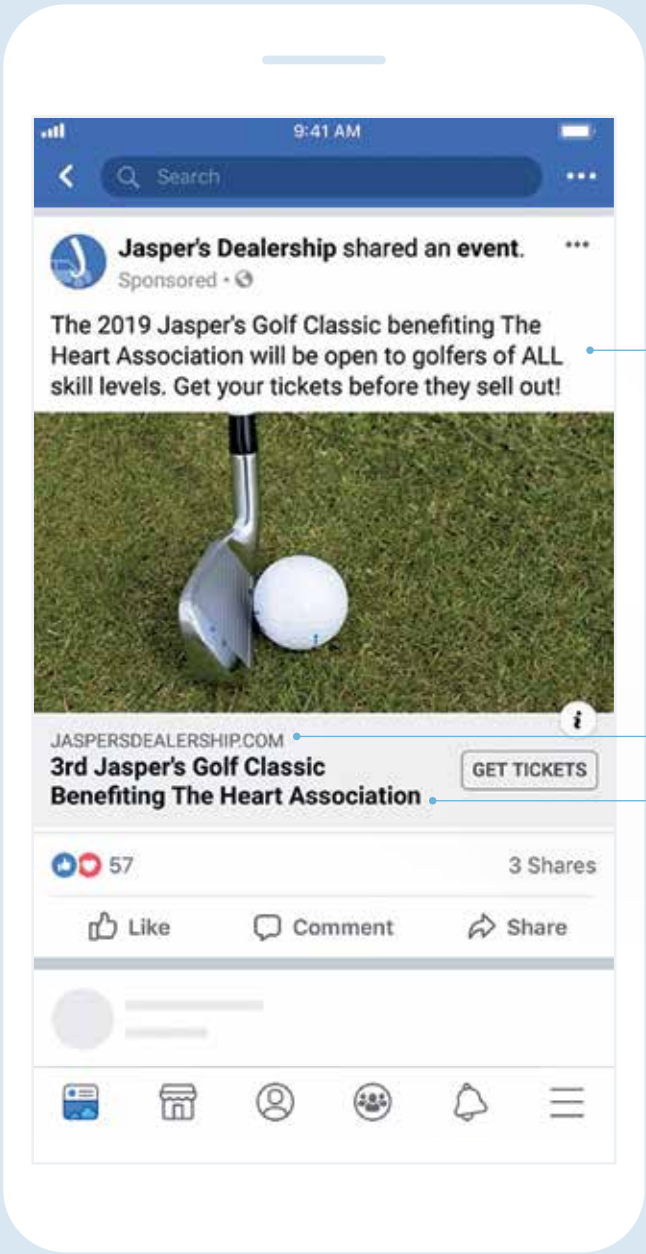 9:41 AM
Search
Jasper's Dealership shared an event.
Sponsored
The 2019 Jasper's Golf Classic benefiting The
Heart Association will be open to golfers of ALL
skill levels. Get your tickets before they sell out!
i
JASPERSDEALERSHIP.COM
3rd Jasper's Golf Classic
Benefiting The Heart Association
GET TICKETS
57
3 Shares
Like
Comment
Share